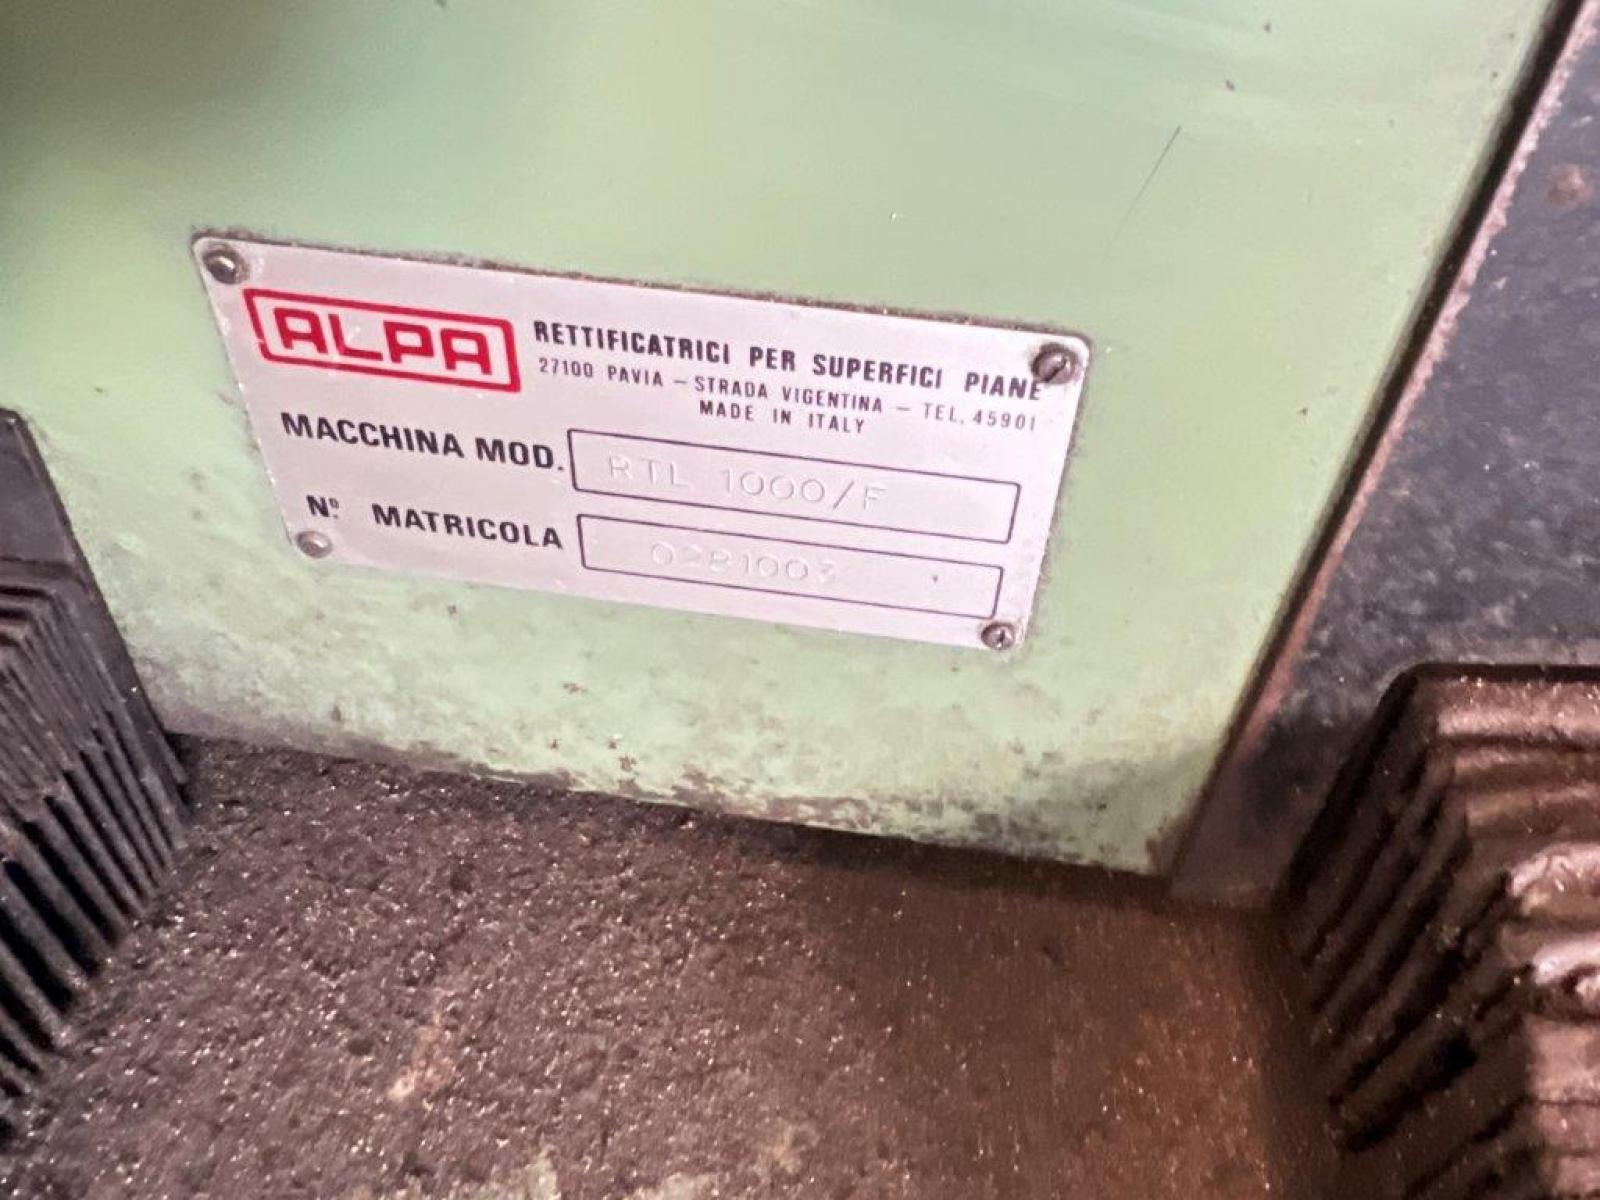 ALPA
RETTIFICATRICI PER SUPERFICI PIANE
27100 PAVIA - STRADA VIGENTINA - TEL. 45901
MADE IN ITALY
MACCHINA MOD. RTL 1000/F
N° MATRICOLA 0281003